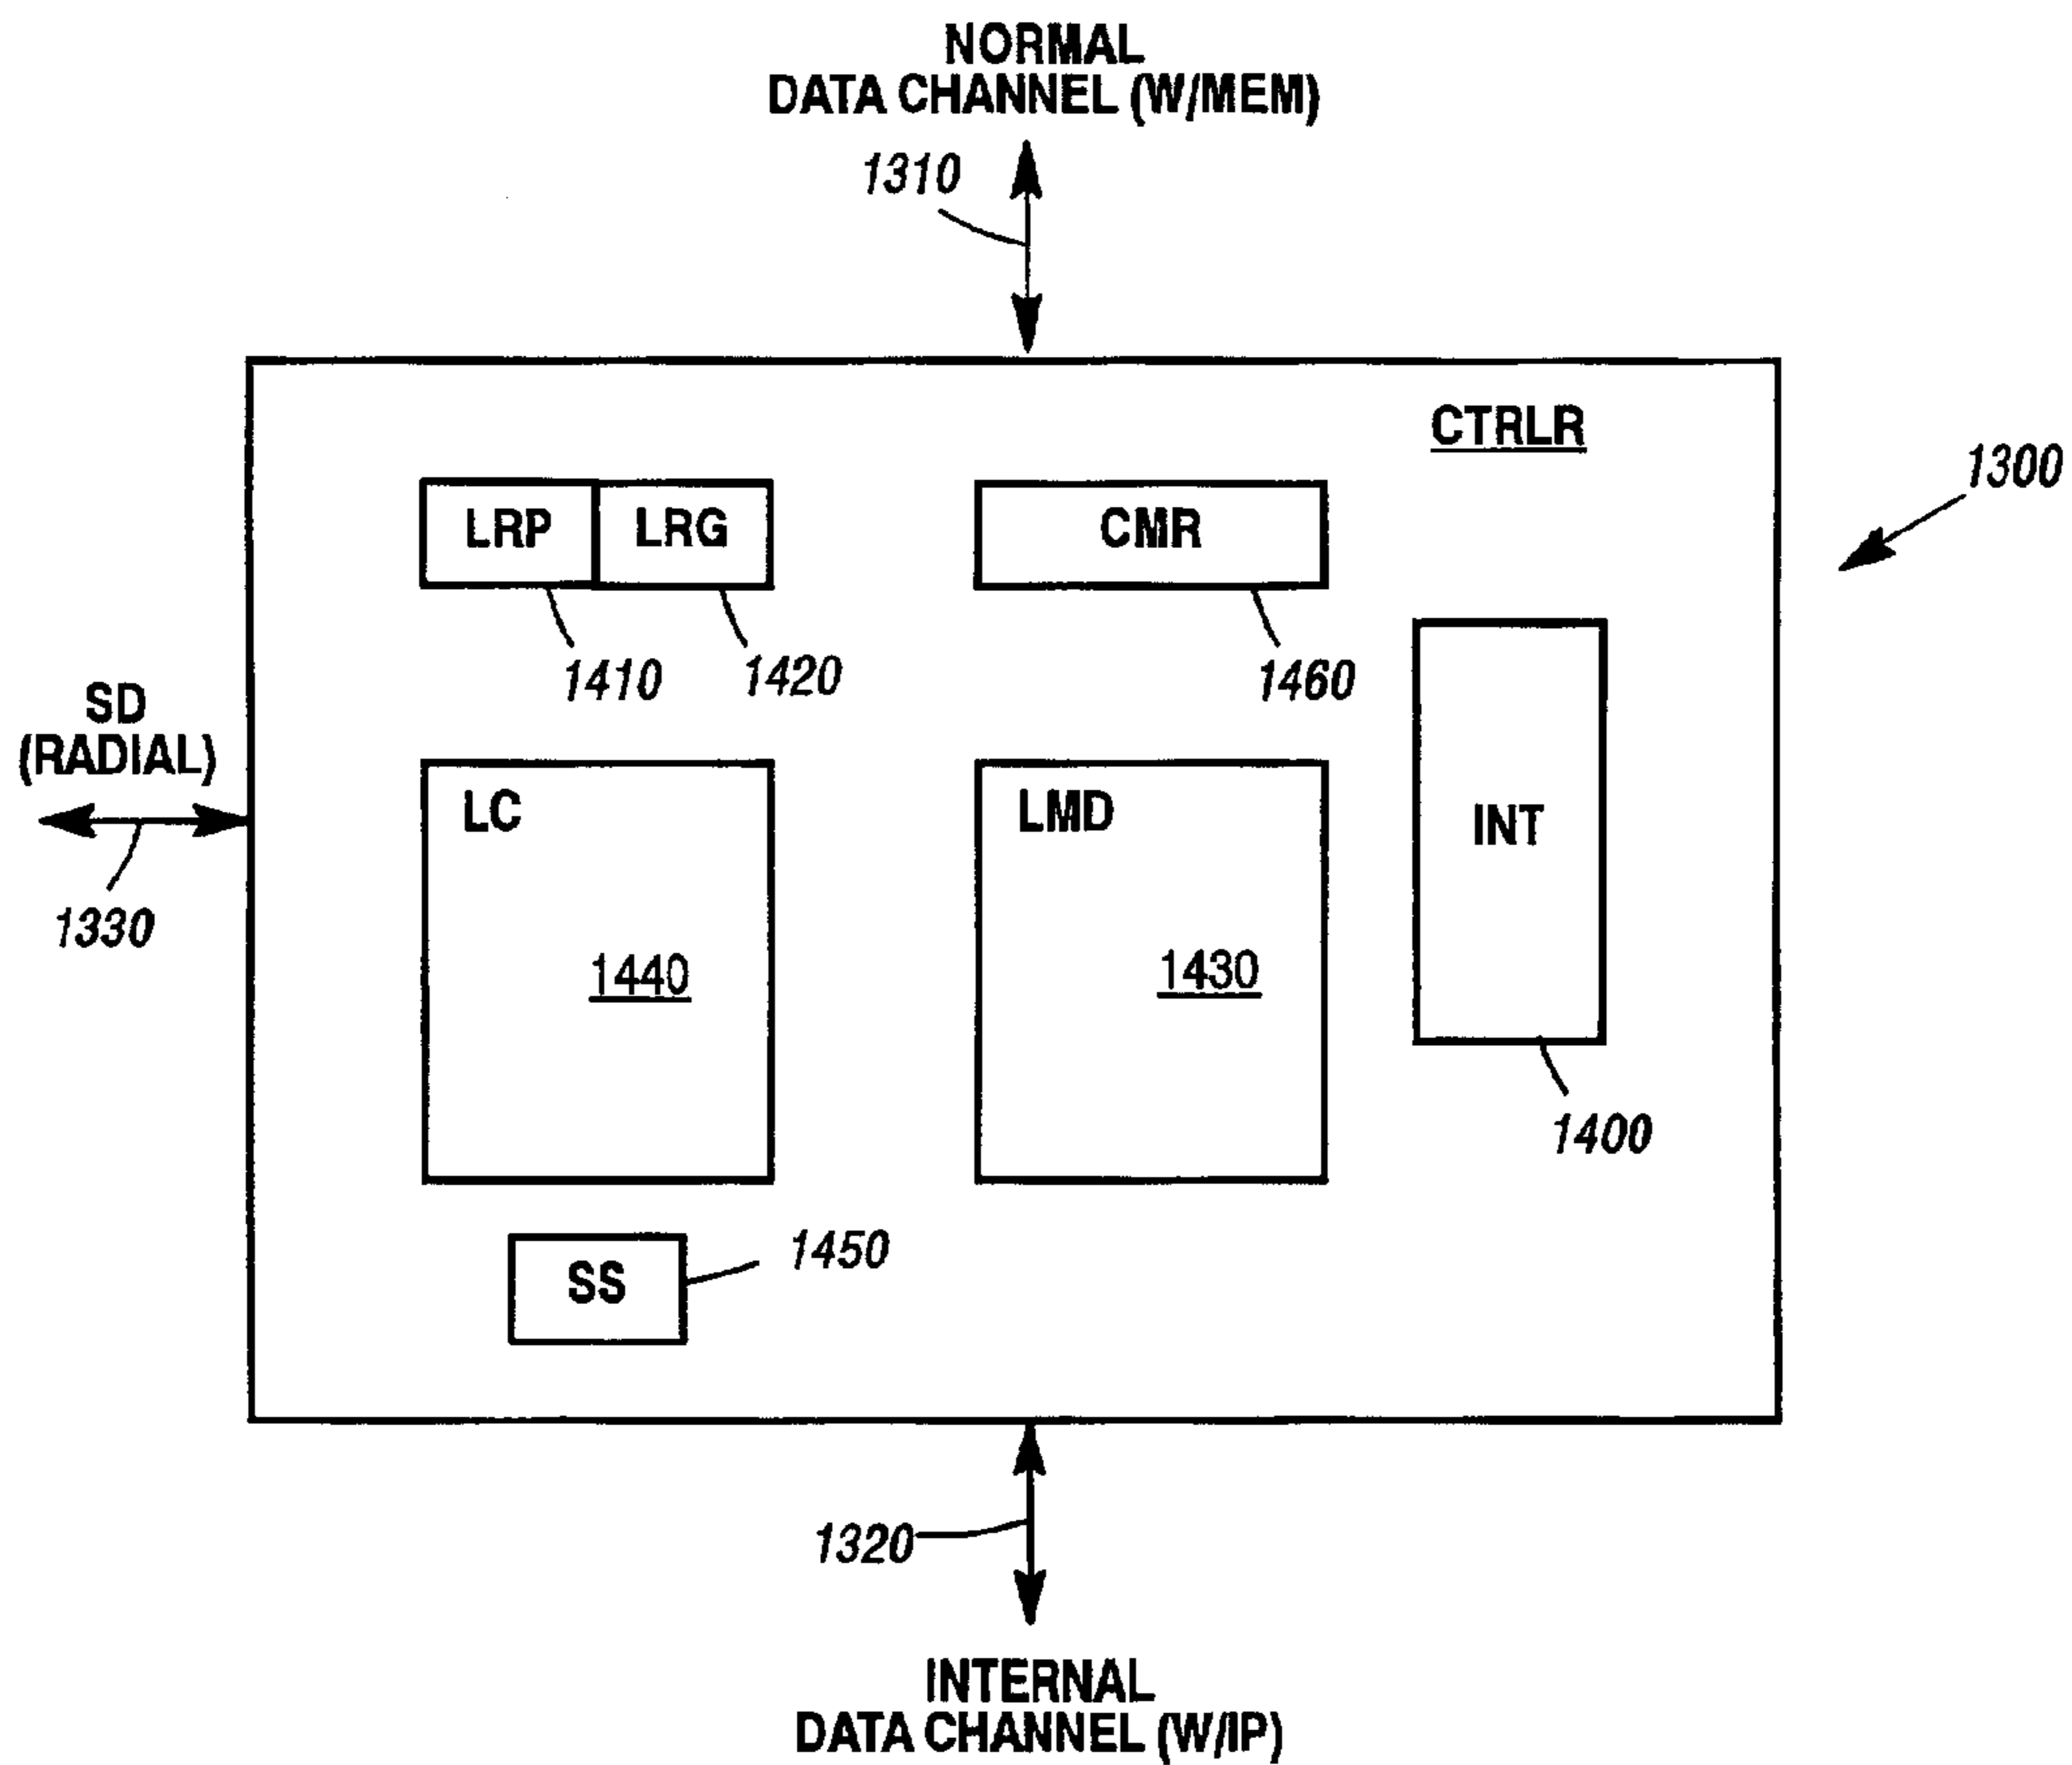 NORMAL
DATA CHANNEL (W/MEM)
1310
CTRLR
1300
LRP
LRG
CMR
1410
1420
1460
SD
(RADIAL)
1330
LC
LMD
INT
1440
1430
1400
SS
1450
1320
INTERNAL
DATA CHANNEL (W/IP)